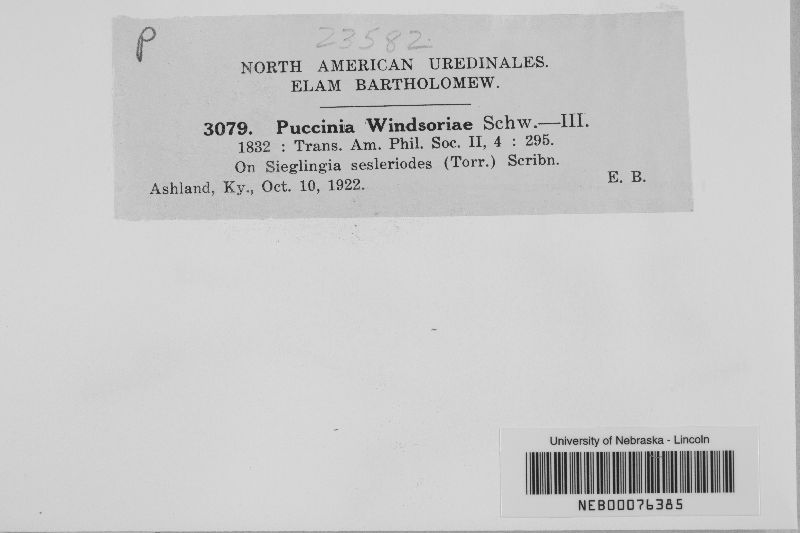 P
23582.
NORTH AMERICAN UREDINALES.
ELAM BARTHOLOMEW.
3079. Puccinia Windsoriae Schw.—III.
1832 : Trans. Am. Phil. Soc. II, 4 : 295.
On Sieglingia sesleriodes (Torr.) Scribn.
Ashland, Ky., Oct. 10, 1922.
E. B.
University of Nebraska - Lincoln
NEB00076385